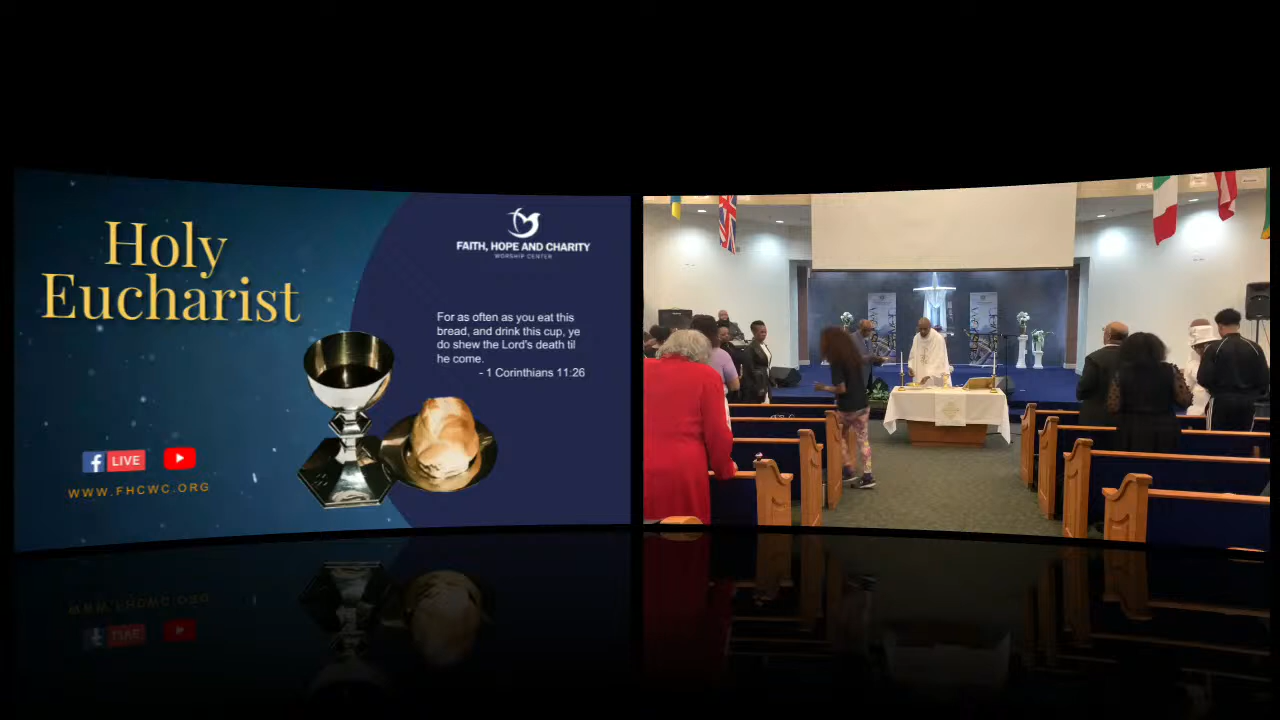 Holy
Eucharist
FAITH, HOPE AND CHARITY
WORSHIP CENTER
For as often as you eat this
bread, and drink this cup, ye
do shew the Lord's death til
he come.
- 1 Corinthians 11:26
f LIVE
WWW.FHCWC.ORG